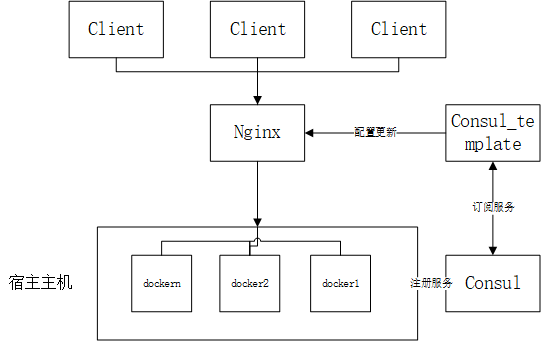 Client
Client
Client
Nginx
配置更新
Consul_te
mplate
订阅服务
宿主主机
dockern
docker2
docker1
注册服务
Consul